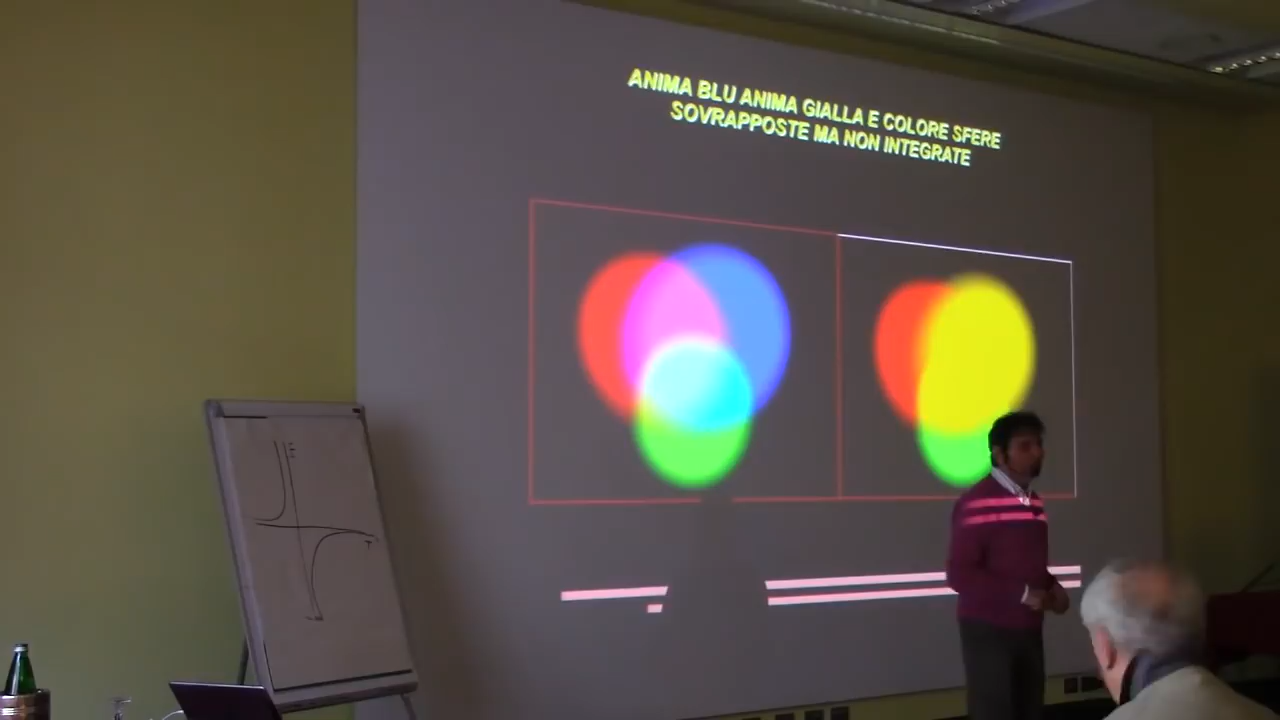 ANIMA BLU ANIMA GIALLA E COLORE SFERE
SOVRAPPOSTE MA NON INTEGRATE